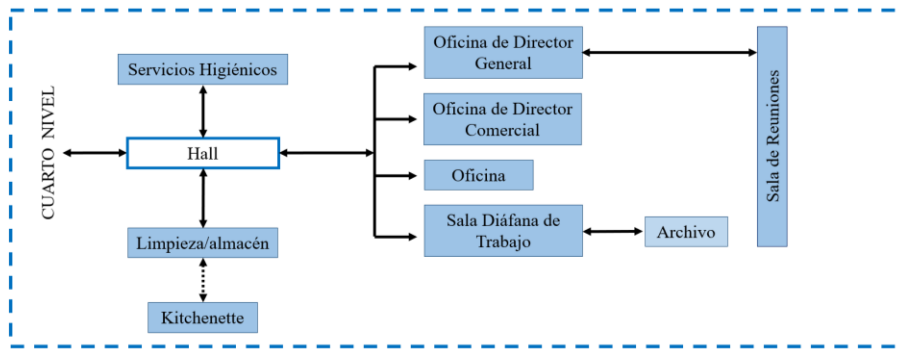 CUARTO NIVEL
Servicios Higiénicos
Hall
Limpieza/almacén
Kitchenette
Oficina de Director
General
Oficina de Director
Comercial
Oficina
Sala Diáfana de
Trabajo
Archivo
Sala de Reuniones